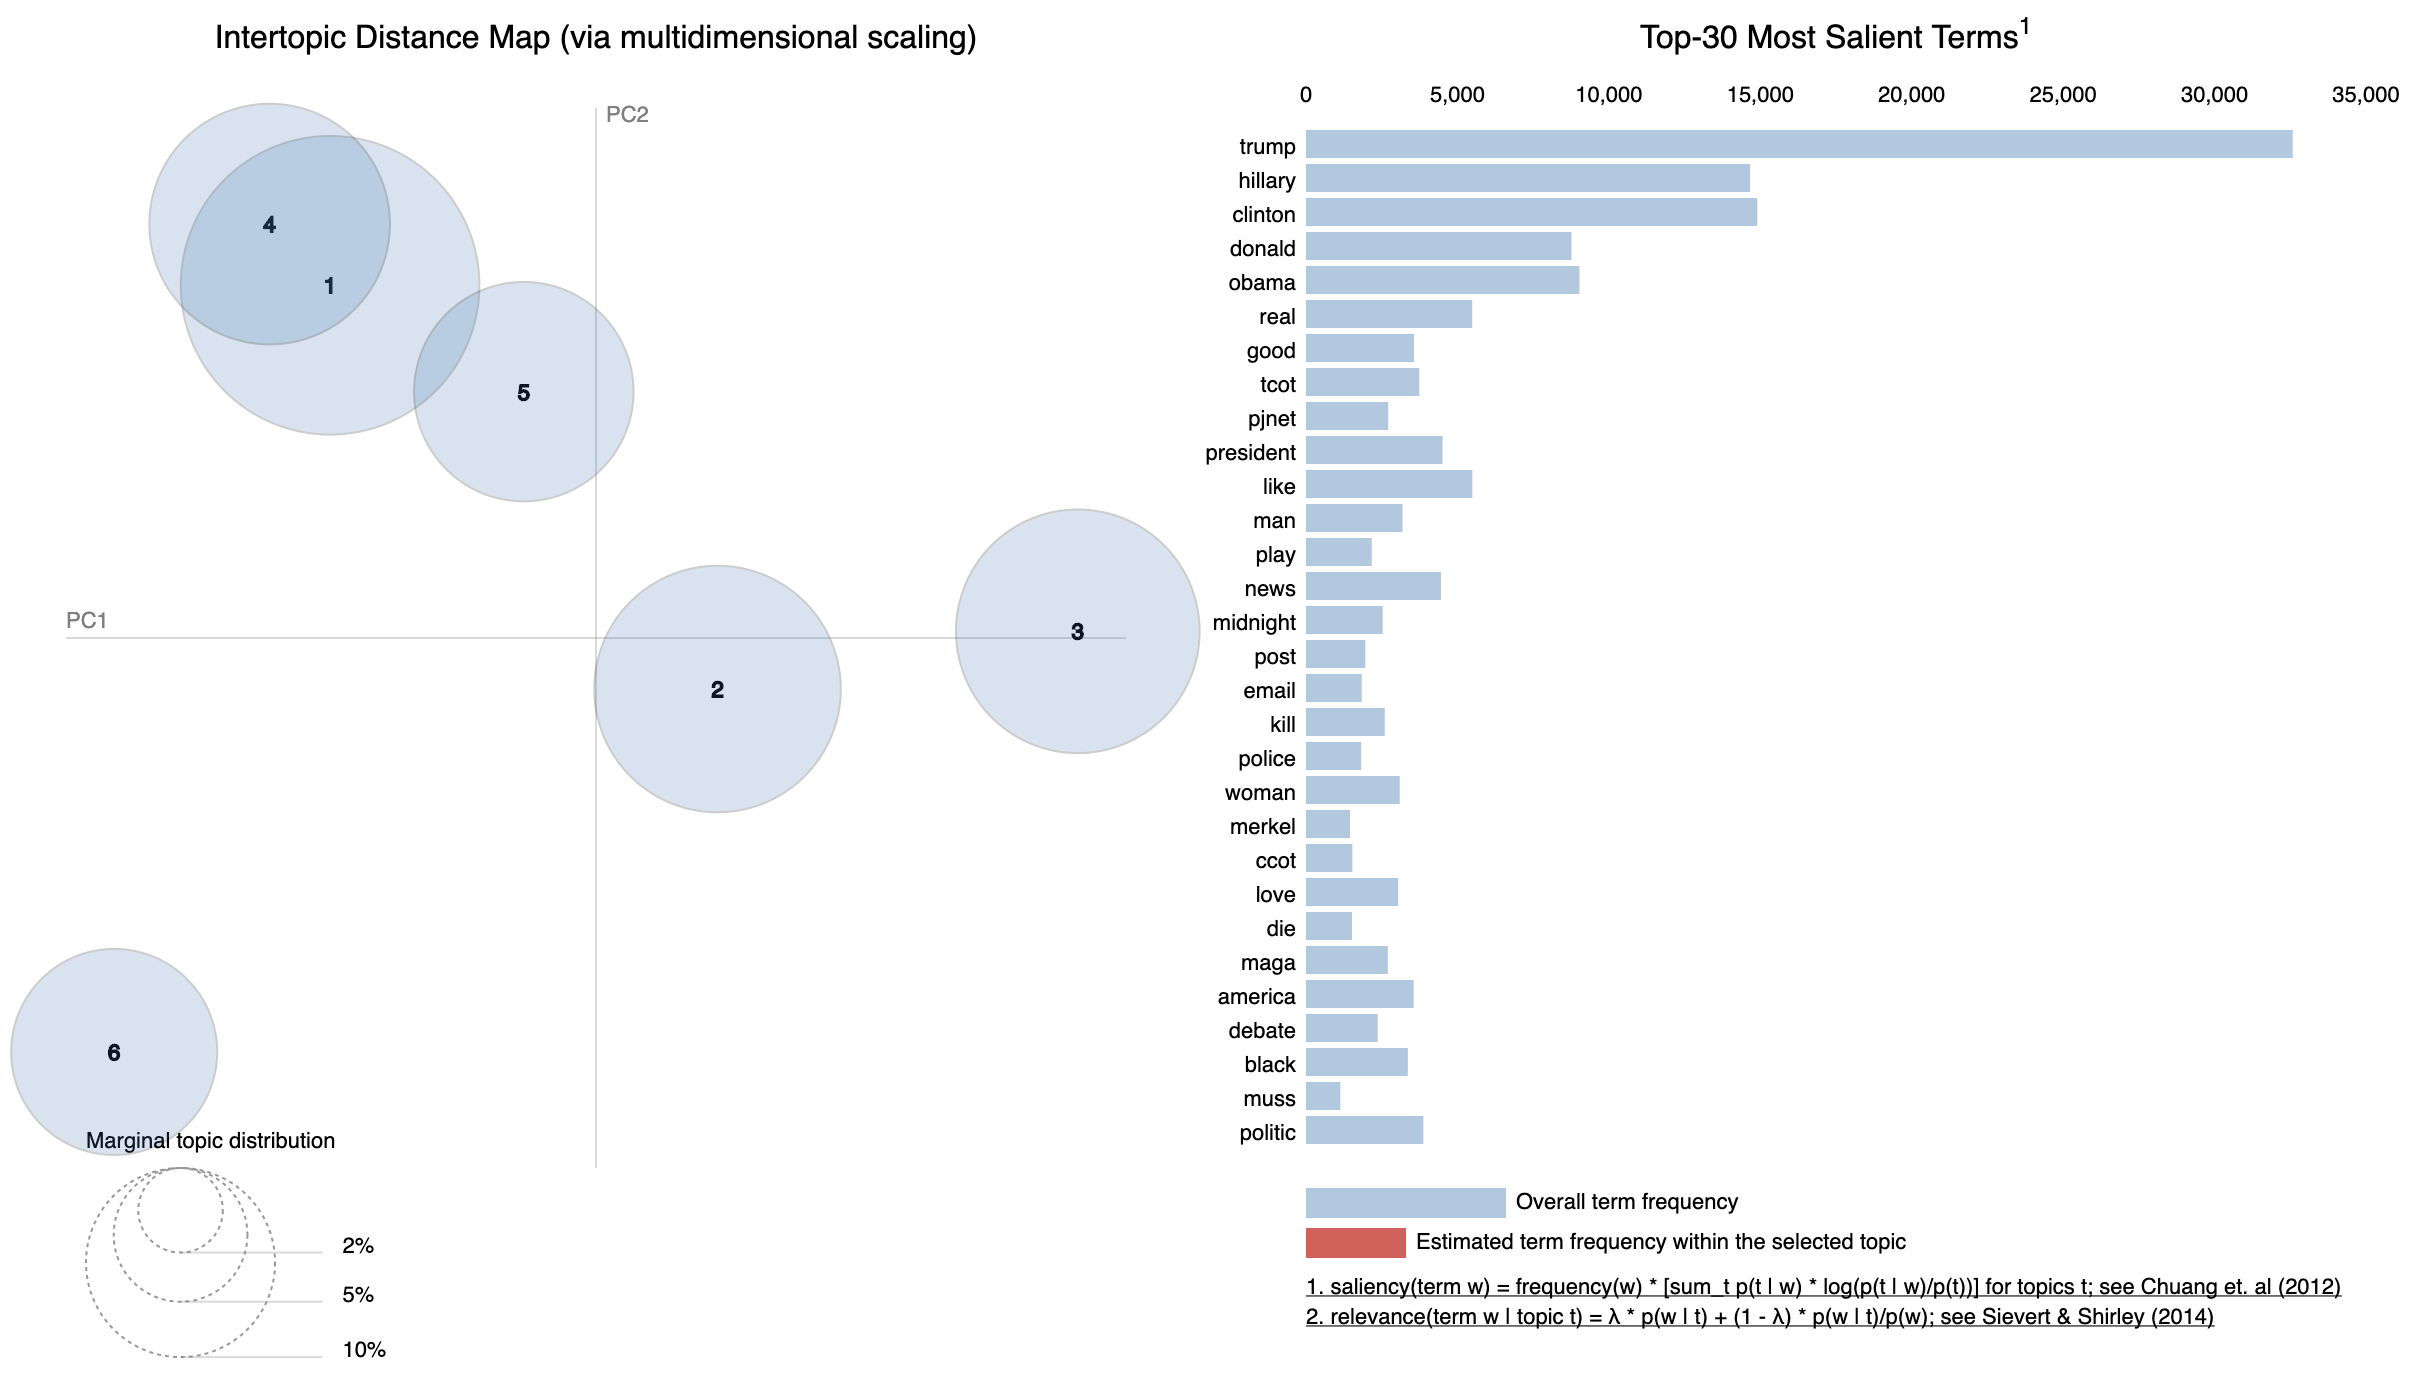 Intertopic Distance Map (via multidimensional scaling)
PC2
4
1
5
PC1
3
2
6
Marginal topic distribution
2%
5%
10%
Top-30 Most Salient Terms1
0 5,000 10,000 15,000 20,000 25,000 30,000 35,000
trump
hillary
clinton
donald
obama
real
good
tcot
pjnet
president
like
man
play
news
midnight
post
email
kill
police
woman
merkel
ccot
love
die
maga
america
debate
black
muss
politic
Overall term frequency
Estimated term frequency within the selected topic
1. saliency(term w) = frequency(w) * [sum_t p(t | w) * log(p(t | w)/p(t))] for topics t; see Chuang et. al (2012)
2. relevance(term w | topic t) = λ * p(w | t) + (1 - λ) * p(w | t)/p(w); see Sievert & Shirley (2014)